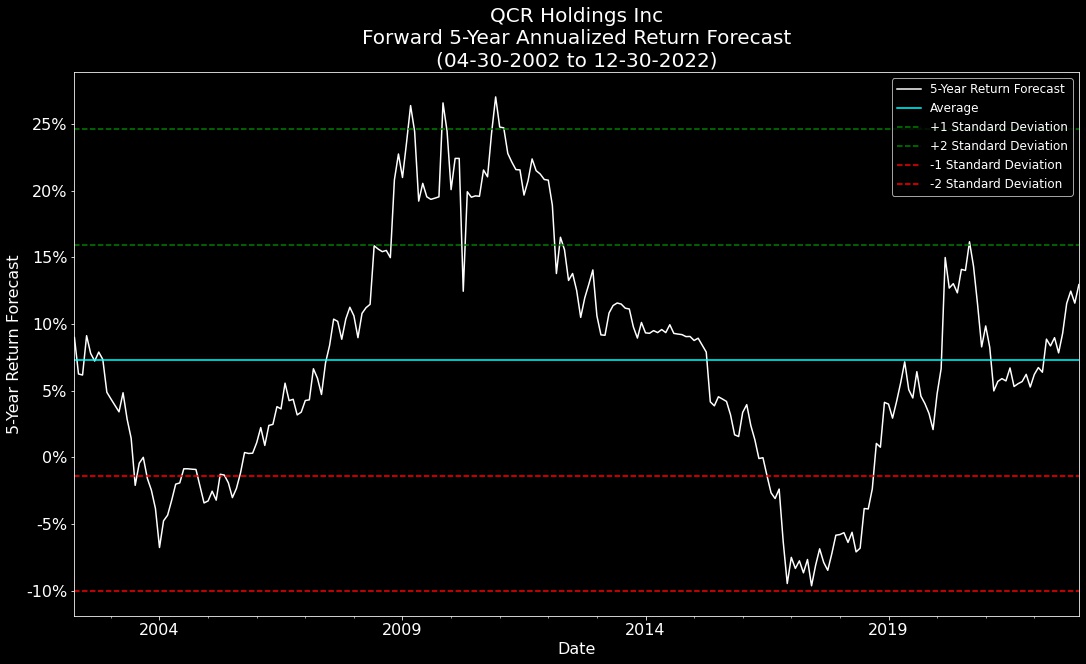 QCR Holdings Inc
Forward 5-Year Annualized Return Forecast
(04-30-2002 to 12-30-2022)
5-Year Return Forecast
Average
+1 Standard Deviation
+2 Standard Deviation
-1 Standard Deviation
-2 Standard Deviation
5-Year Return Forecast
25%
20%
15%
10%
5%
0%
-5%
-10%
2004
2009
2014
2019
Date